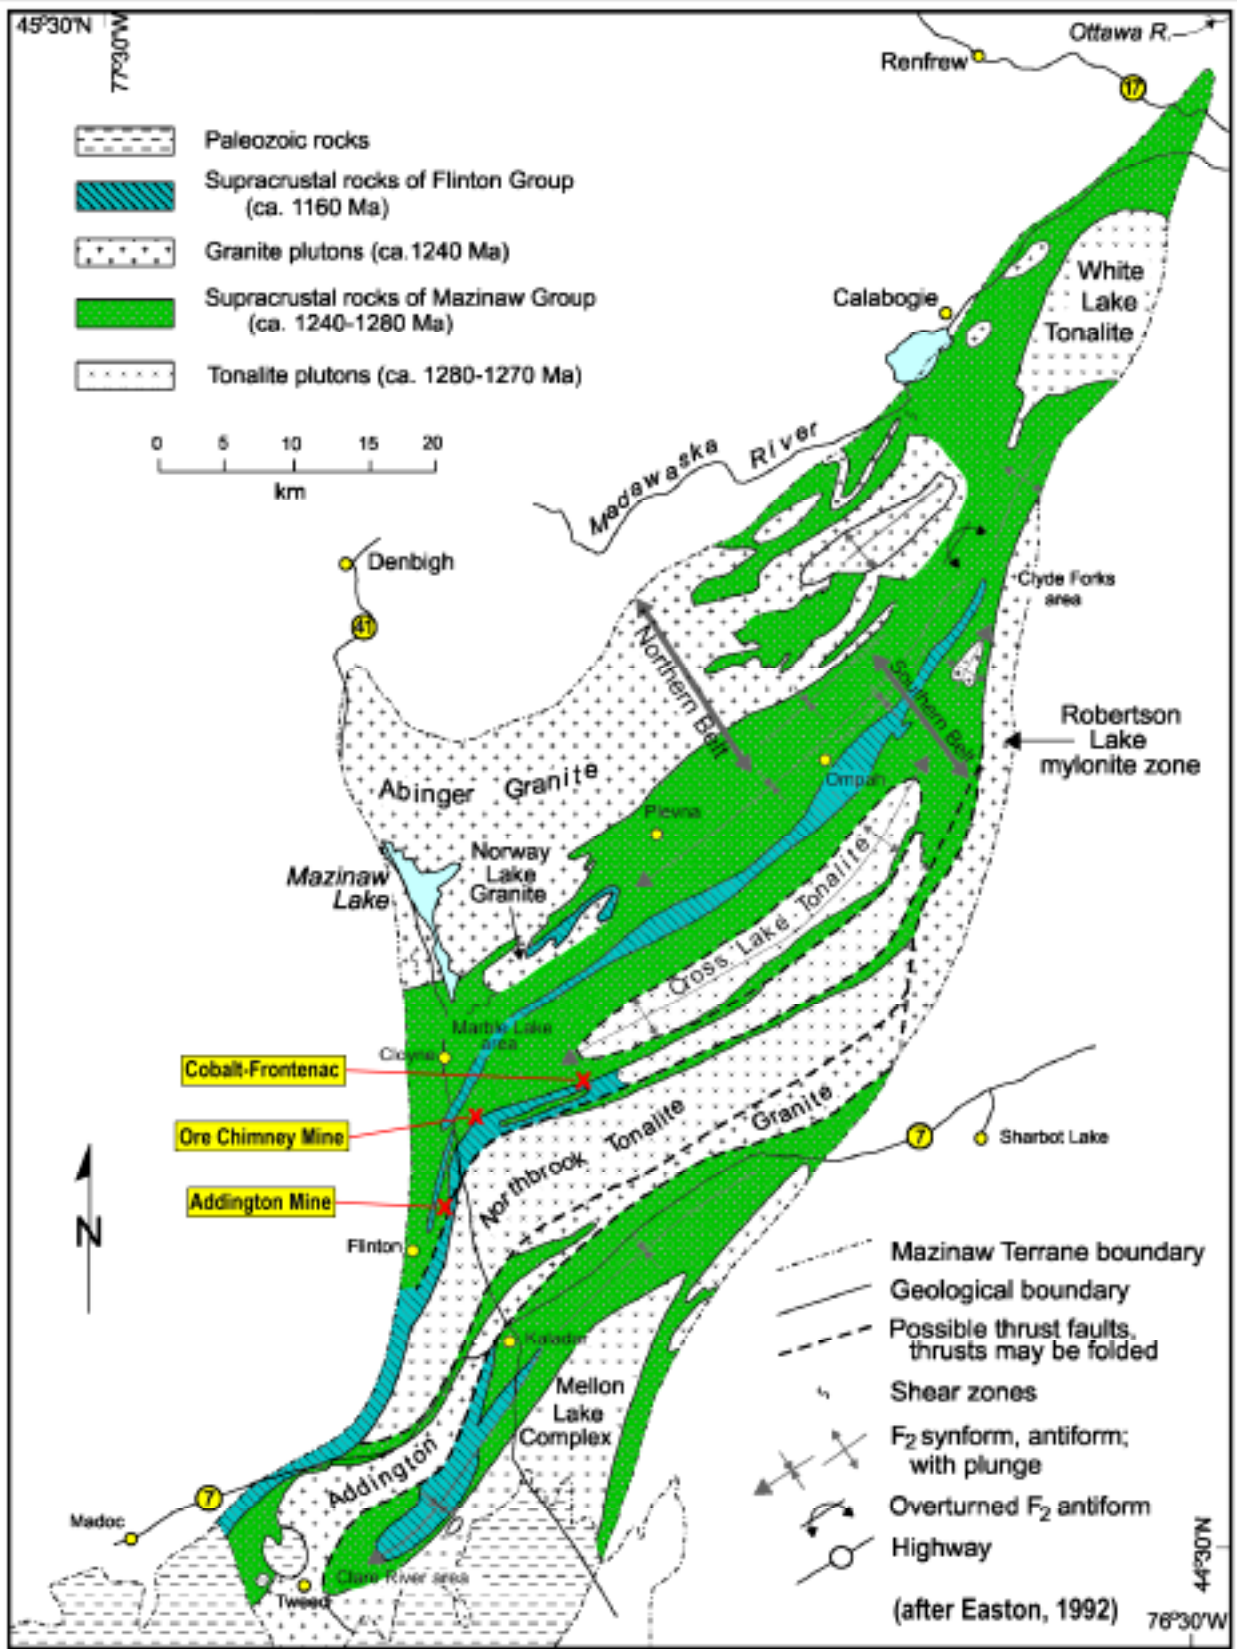 45°30'N
77°30'W
Ottawa R.
Renfrew
17
Paleozoic rocks
Supracrustal rocks of Flinton Group
(ca. 1160 Ma)
Granite plutons (ca.1240 Ma)
Supracrustal rocks of Mazinaw Group
(ca. 1240-1280 Ma)
Tonalite plutons (ca. 1280-1270 Ma)
White
Lake
Tonalite
Calabogie
0 5 10 15 20
km
Madawaska River
Denbigh
41
Clyde Forks
area
Northern Belt
Southern Belt
Robertson
Lake
mylonite zone
Abinger Granite
Ompah
Plevna
Mazinaw
Lake
Norway
Lake
Granite
Cross Lake Tonalite
Marble Lake
area
Cloyne
Cobalt-Frontenac
Ore Chimney Mine
Addington Mine
Northbrook Tonalite
Granite
7
Sharbot Lake
N
Flinton
Kaladar
Mellon
Lake
Complex
Addington
7
Madoc
Clare River area
Tweed
Mazinaw Terrane boundary
Geological boundary
Possible thrust faults,
thrusts may be folded
Shear zones
F2 synform, antiform;
with plunge
Overturned F2 antiform
Highway
(after Easton, 1992)
44°30'N
76°30'W